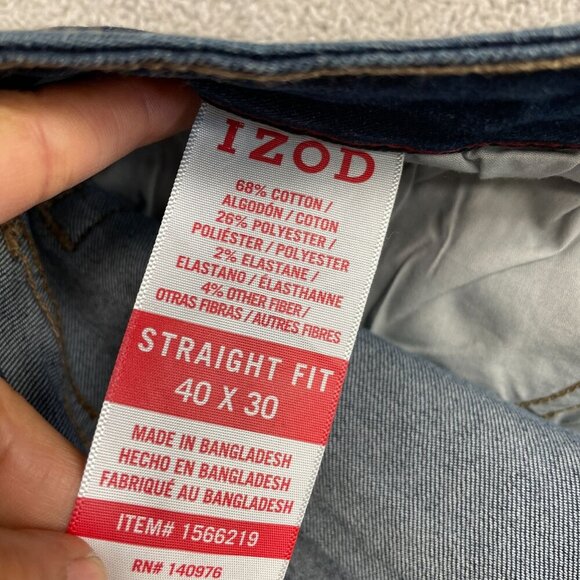 IZOD
68% COTTON /
ALGODÓN / COTON
26% POLYESTER /
POLIÉSTER / POLYESTER
2% ELASTANE /
ELASTANO / ÉLASTHANNE
4% OTHER FIBER /
OTRAS FIBRAS / AUTRES FIBRES
STRAIGHT FIT
40 X 30
MADE IN BANGLADESH
HECHO EN BANGLADESH
FABRIQUÉ AU BANGLADESH
ITEM# 1566219
RN# 140976